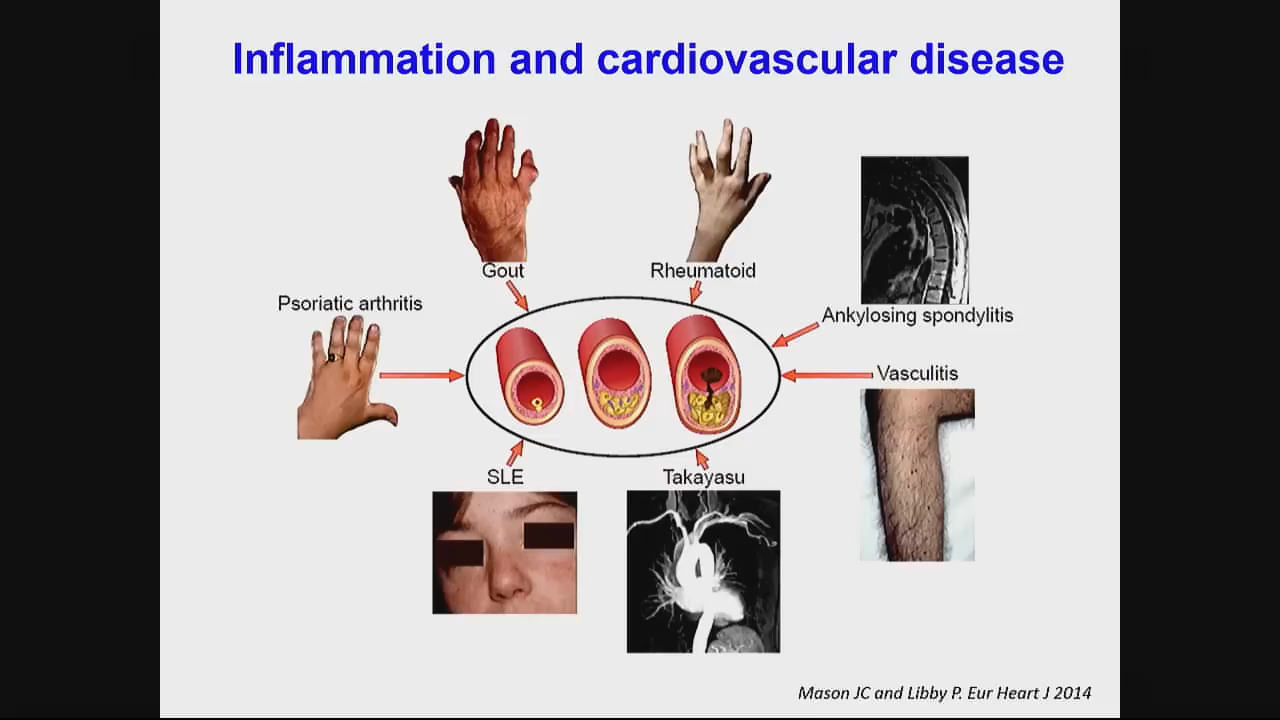 Inflammation and cardiovascular disease
Gout
Rheumatoid
Psoriatic arthritis
Ankylosing spondylitis
Vasculitis
SLE
Takayasu
Mason JC and Libby P. Eur Heart J 2014